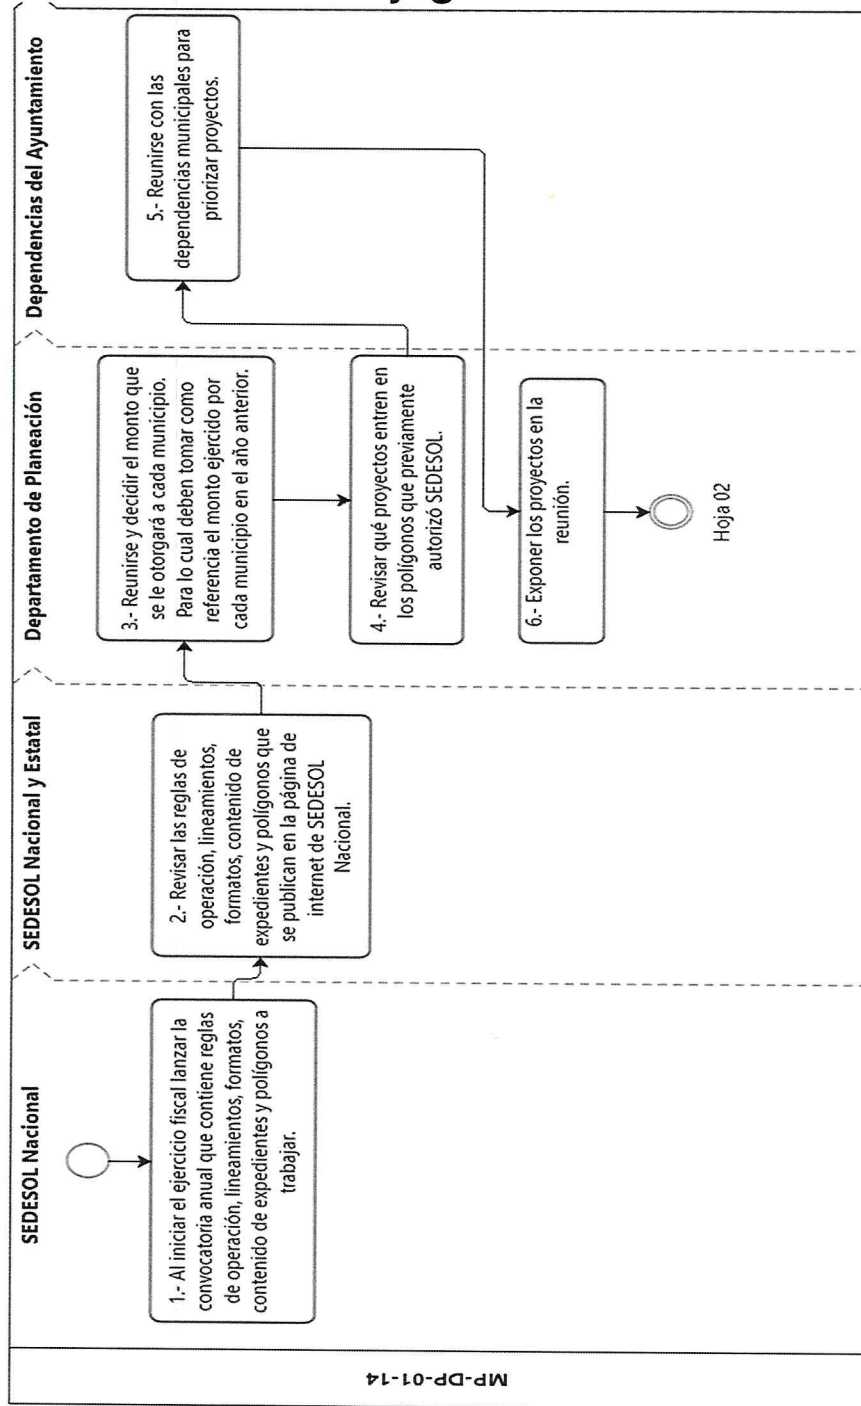 MP-DP-01-14
SEDESOL Nacional
1.- Al iniciar el ejercicio fiscal lanzar la
convocatoria anual que contiene reglas
de operación, lineamientos, formatos,
contenido de expedientes y polígonos a
trabajar.
SEDESOL Nacional y Estatal
2.- Revisar las reglas de
operación, lineamientos,
formatos, contenido de
expedientes y polígonos que
se publican en la página de
internet de SEDESOL
Nacional.
Departamento de Planeación
3.- Reunirse y decidir el monto que
se le otorgará a cada municipio.
Para lo cual deben tomar como
referencia el monto ejercido por
cada municipio en el año anterior.
4.- Revisar qué proyectos entren en
los polígonos que previamente
autorizó SEDESOL.
Dependencias del Ayuntamiento
5.- Reunirse con las
dependencias municipales para
priorizar proyectos.
6.- Exponer los proyectos en la
reunión.
Hoja 02